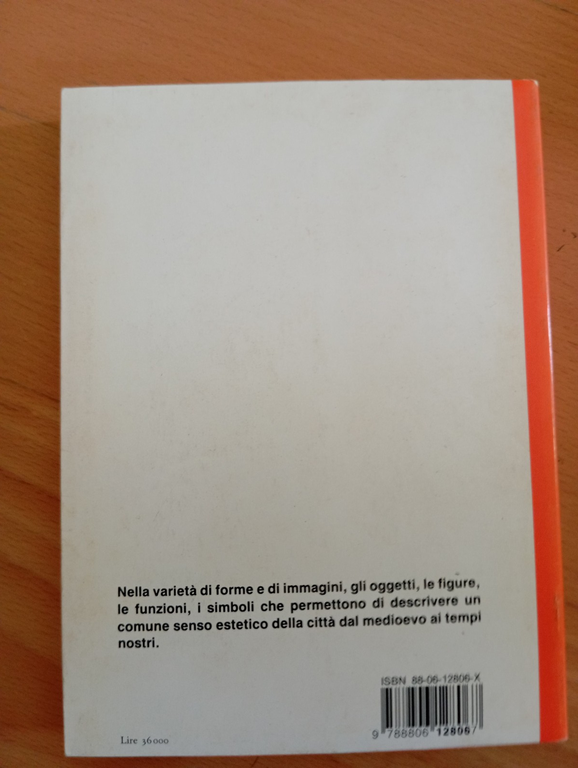 Nella varietà di forme e di immagini, gli oggetti, le figure,
le funzioni, i simboli che permettono di descrivere un
comune senso estetico della città dal medioevo ai tempi
nostri.
ISBN 88-06-12806-X
9 788806 12806
Lire 36000